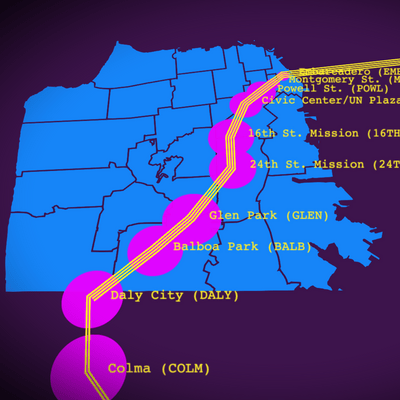 Embarcadero (EMB
Montgomery St. (M
Powell St. (POWL)
Civic Center/UN Plaza
16th St. Mission (16TH
24th St. Mission (24T
Glen Park (GLEN)
Balboa Park (BALB)
Daly City (DALY)
Colma (COLM)